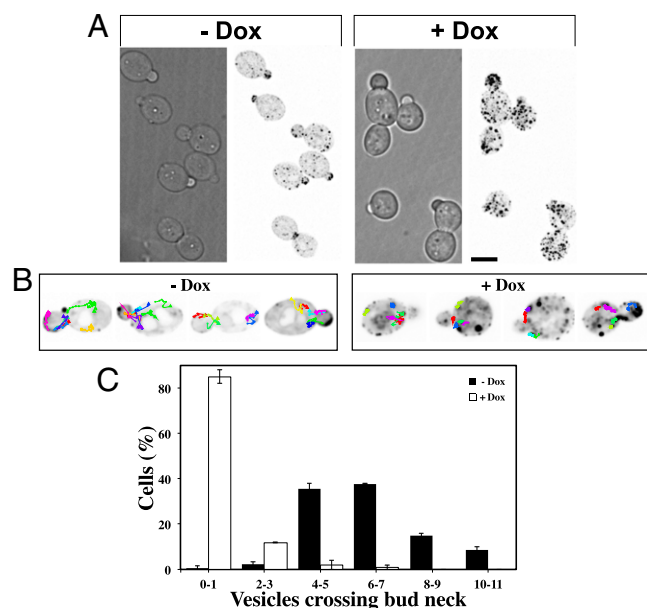 A
- Dox
+ Dox
B
- Dox
+ Dox
C
80
60
40
20
0
Cells (%)
- Dox
+ Dox
0-1
2-3
4-5
6-7
8-9
10-11
Vesicles crossing bud neck